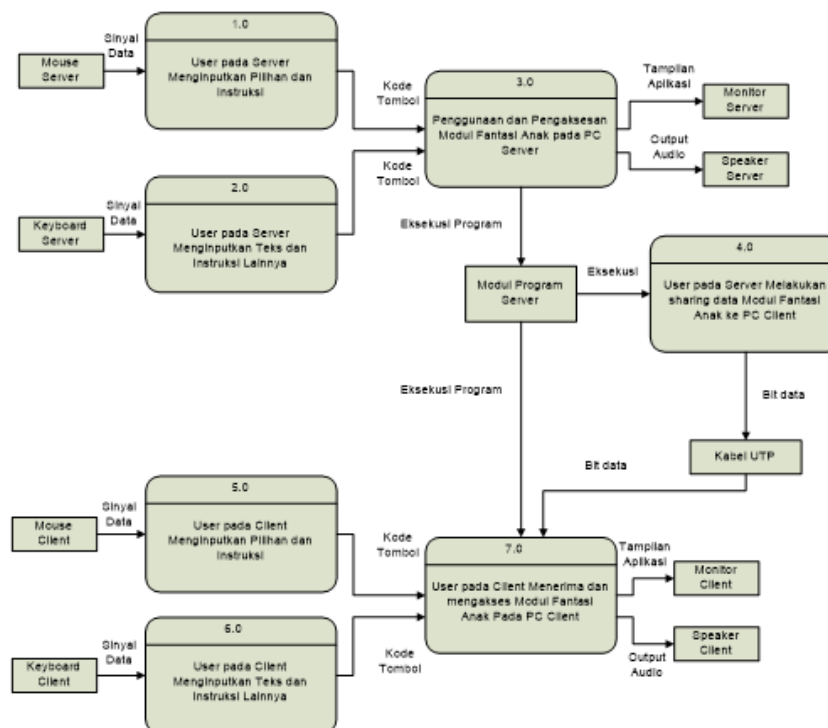 1.0
User pada Server
Menginputkan Pilihan dan
Instruksi
Sinyal
Data
Mouse
Server
Kode
Tombol
3.0
Penggunaan dan Pengaksesan
Modul Fantasi Anak pada PC
Server
Tampilan
Aplikasi
Monitor
Server
Output
Audio
Speaker
Server
Kode
Tombol
2.0
User pada Server
Menginputkan Teks dan
Instruksi Lainnya
Sinyal
Data
Keyboard
Server
Eksekusi Program
Modul Program
Server
Eksekusi
4.0
User pada Server Melakukan
sharing data Modul Fantasi
Anak ke PC Client
Eksekusi Program
Bit data
Kabel UTP
Bit data
5.0
User pada Client
Menginputkan Pilihan dan
Instruksi
Sinyal
Data
Mouse
Client
Kode
Tombol
7.0
User pada Client Menerima dan
mengakses Modul Fantasi
Anak Pada PC Client
Tampilan
Aplikasi
Monitor
Client
Speaker
Client
Output
Audio
Kode
Tombol
6.0
User pada Client
Menginputkan Teks dan
Instruksi Lainnya
Sinyal
Data
Keyboard
Client